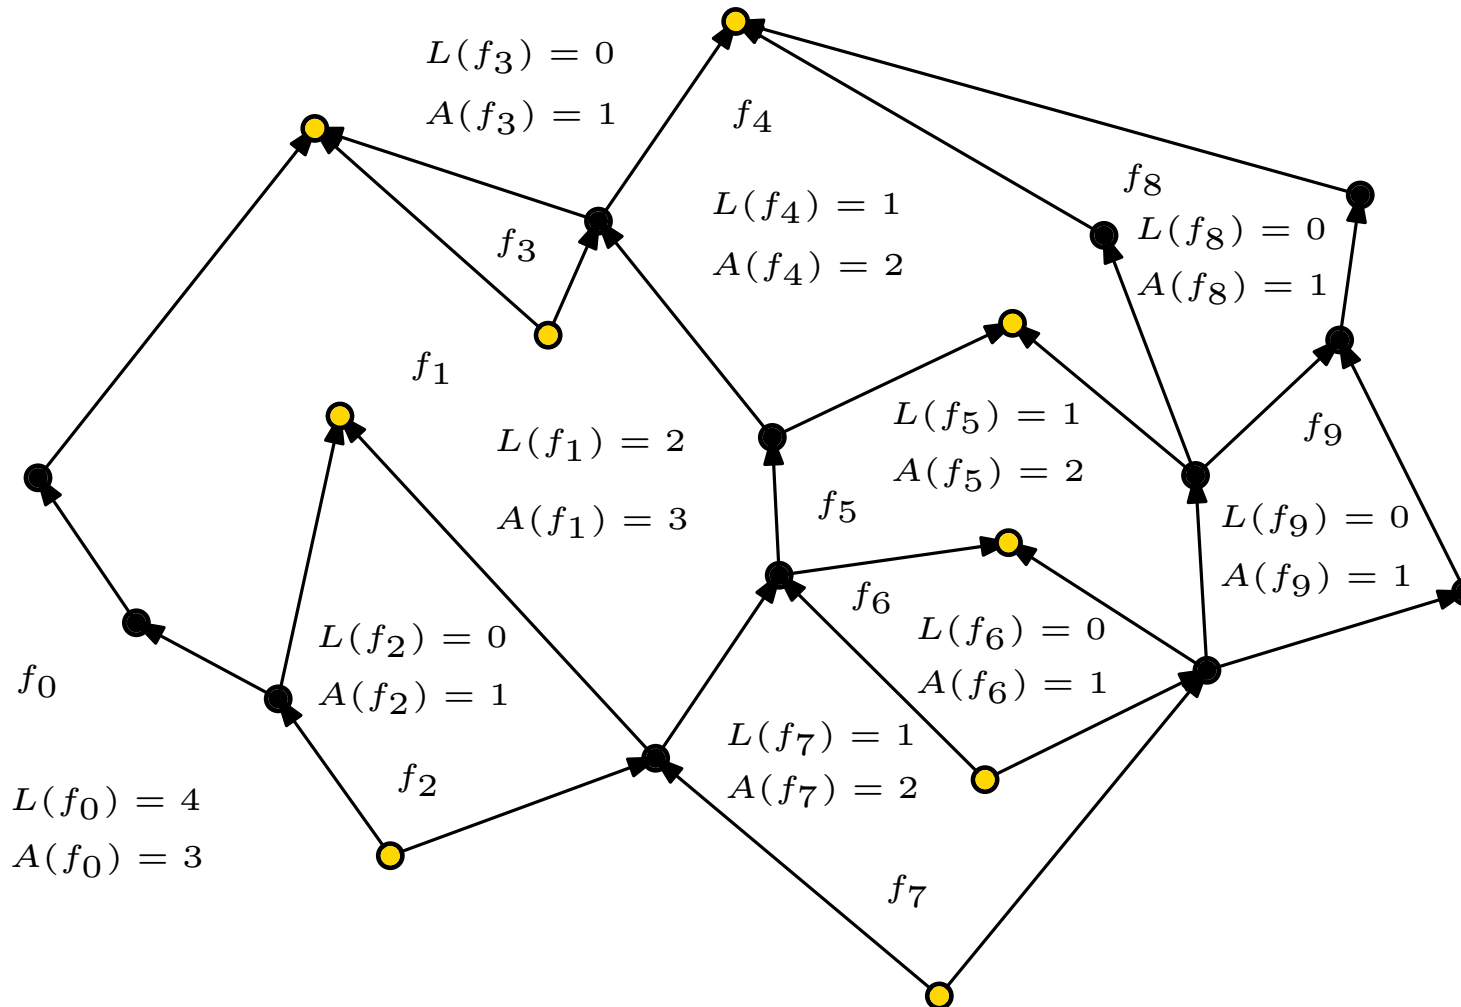 L(f₃) = 0
A(f₃) = 1
f₄
f₈
L(f₄) = 1
A(f₄) = 2
L(f₈) = 0
A(f₈) = 1
f₃
f₁
L(f₁) = 2
A(f₁) = 3
L(f₅) = 1
A(f₅) = 2
f₉
f₅
L(f₉) = 0
A(f₉) = 1
f₆
L(f₆) = 0
A(f₆) = 1
L(f₂) = 0
A(f₂) = 1
f₀
L(f₇) = 1
A(f₇) = 2
f₂
L(f₀) = 4
A(f₀) = 3
f₇